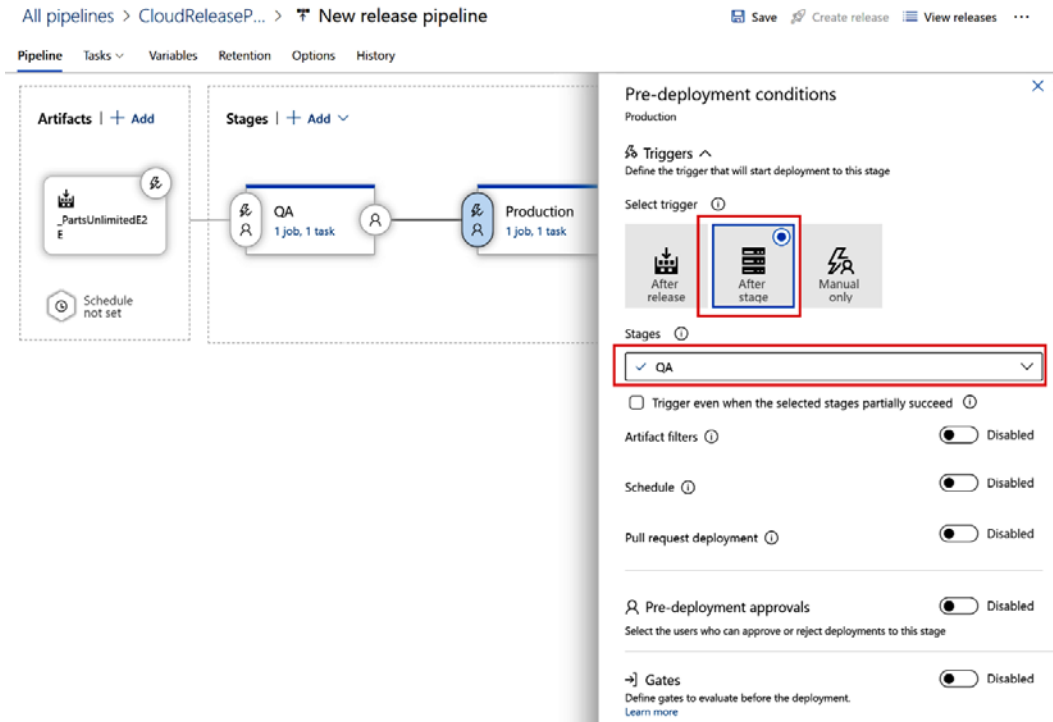 All pipelines > CloudReleaseP... > New release pipeline
Save Create release View releases ...
Pipeline Tasks Variables Retention Options History
Artifacts | + Add
Stages | + Add
_PartsUnlimitedE2
E
Schedule
not set
QA
1 job, 1 task
Production
1 job, 1 task
Pre-deployment conditions
Production
Triggers
Define the trigger that will start deployment to this stage
Select trigger
After
release
After
stage
Manual
only
Stages
QA
Trigger even when the selected stages partially succeed
Artifact filters Disabled
Schedule Disabled
Pull request deployment Disabled
Pre-deployment approvals Disabled
Select the users who can approve or reject deployments to this stage
Gates Disabled
Define gates to evaluate before the deployment.
Learn more